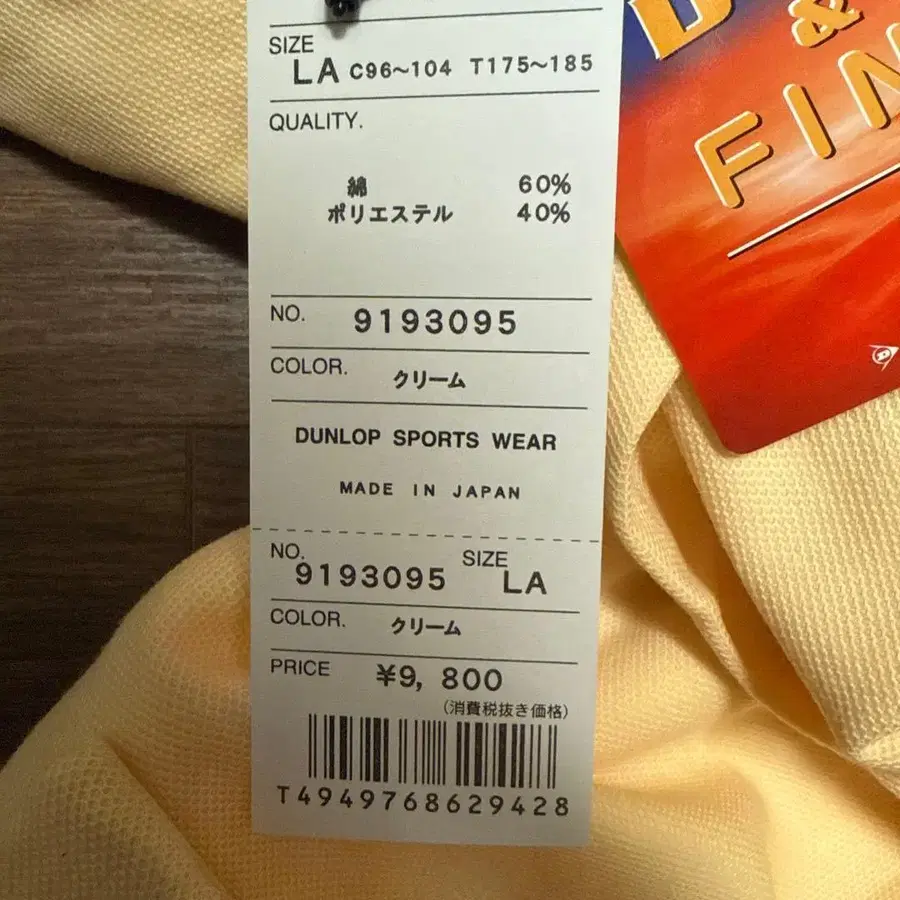 SIZE
LA C96~104 T175~185
QUALITY.
綿 60%
ポリエステル 40%
NO. 9193095
COLOR. クリーム
DUNLOP SPORTS WEAR
MADE IN JAPAN
NO. 9193095 SIZE LA
COLOR. クリーム
PRICE ¥9, 800
(消費税抜き価格)
T4949768629428
&
FIN
D